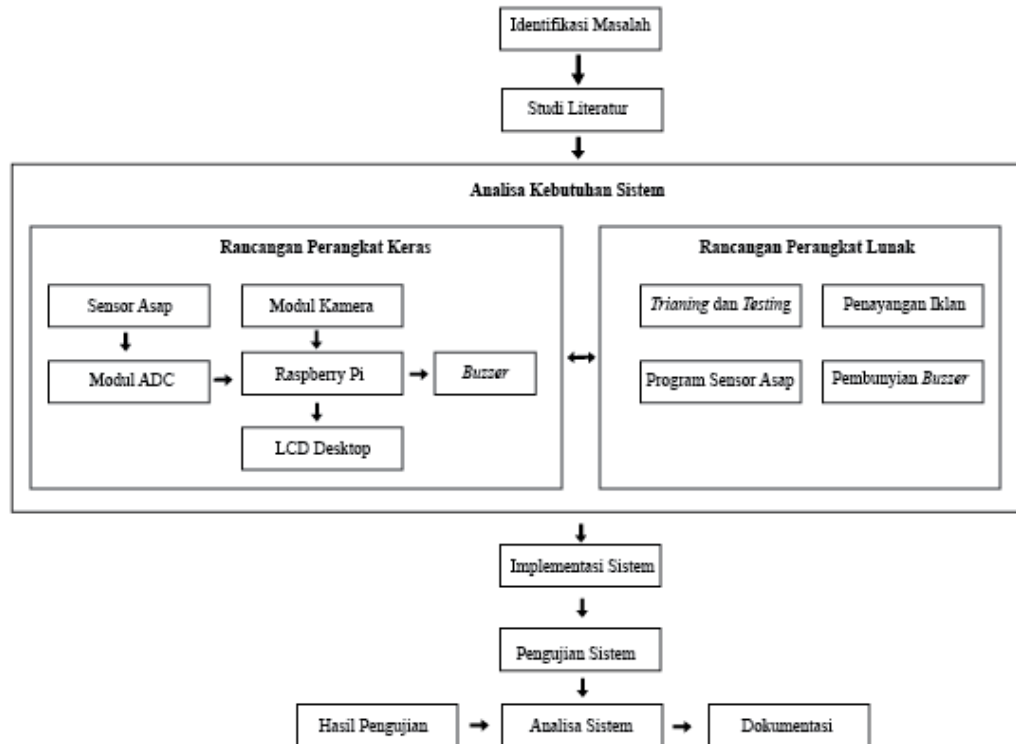 Identifikasi Masalah
Studi Literatur
Analisa Kebutuhan Sistem
Rancangan Perangkat Keras
Sensor Asap
Modul Kamera
Modul ADC
Raspberry Pi
Buzzer
LCD Desktop
Rancangan Perangkat Lunak
Trianing dan Testing
Penayangan Iklan
Program Sensor Asap
Pembunyian Buzzer
Implementasi Sistem
Pengujian Sistem
Hasil Pengujian
Analisa Sistem
Dokumentasi